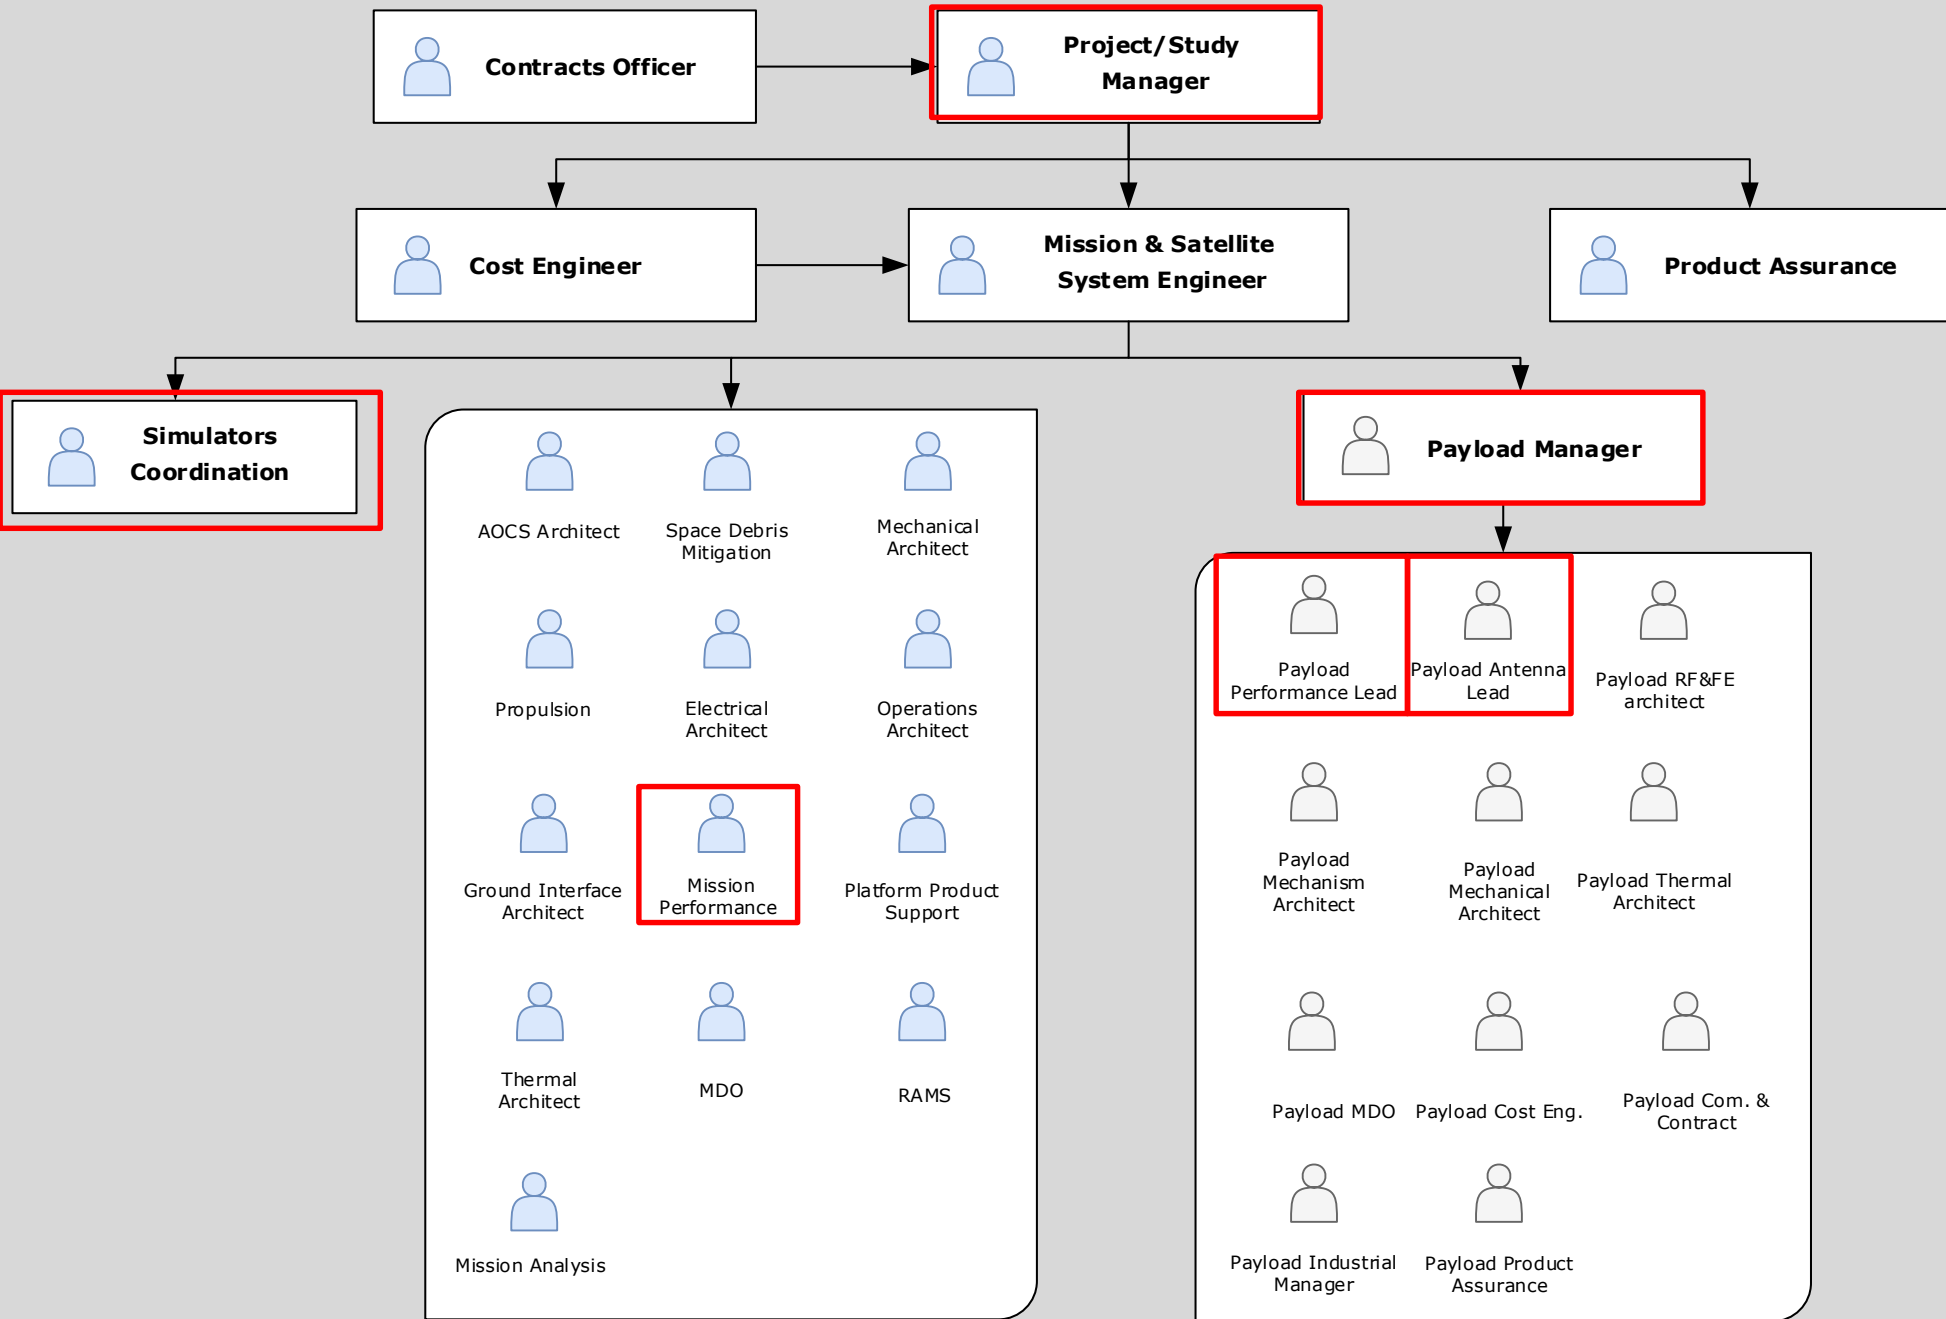 Contracts Officer
Project/Study
Manager
Cost Engineer
Mission & Satellite
System Engineer
Product Assurance
Simulators
Coordination
Payload Manager
AOCS Architect
Space Debris
Mitigation
Mechanical
Architect
Propulsion
Electrical
Architect
Operations
Architect
Ground Interface
Architect
Mission
Performance
Platform Product
Support
Thermal
Architect
MDO
RAMS
Mission Analysis
Payload
Performance Lead
Payload Antenna
Lead
Payload RF&FE
architect
Payload
Mechanism
Architect
Payload
Mechanical
Architect
Payload Thermal
Architect
Payload MDO
Payload Cost Eng.
Payload Com. &
Contract
Payload Industrial
Manager
Payload Product
Assurance